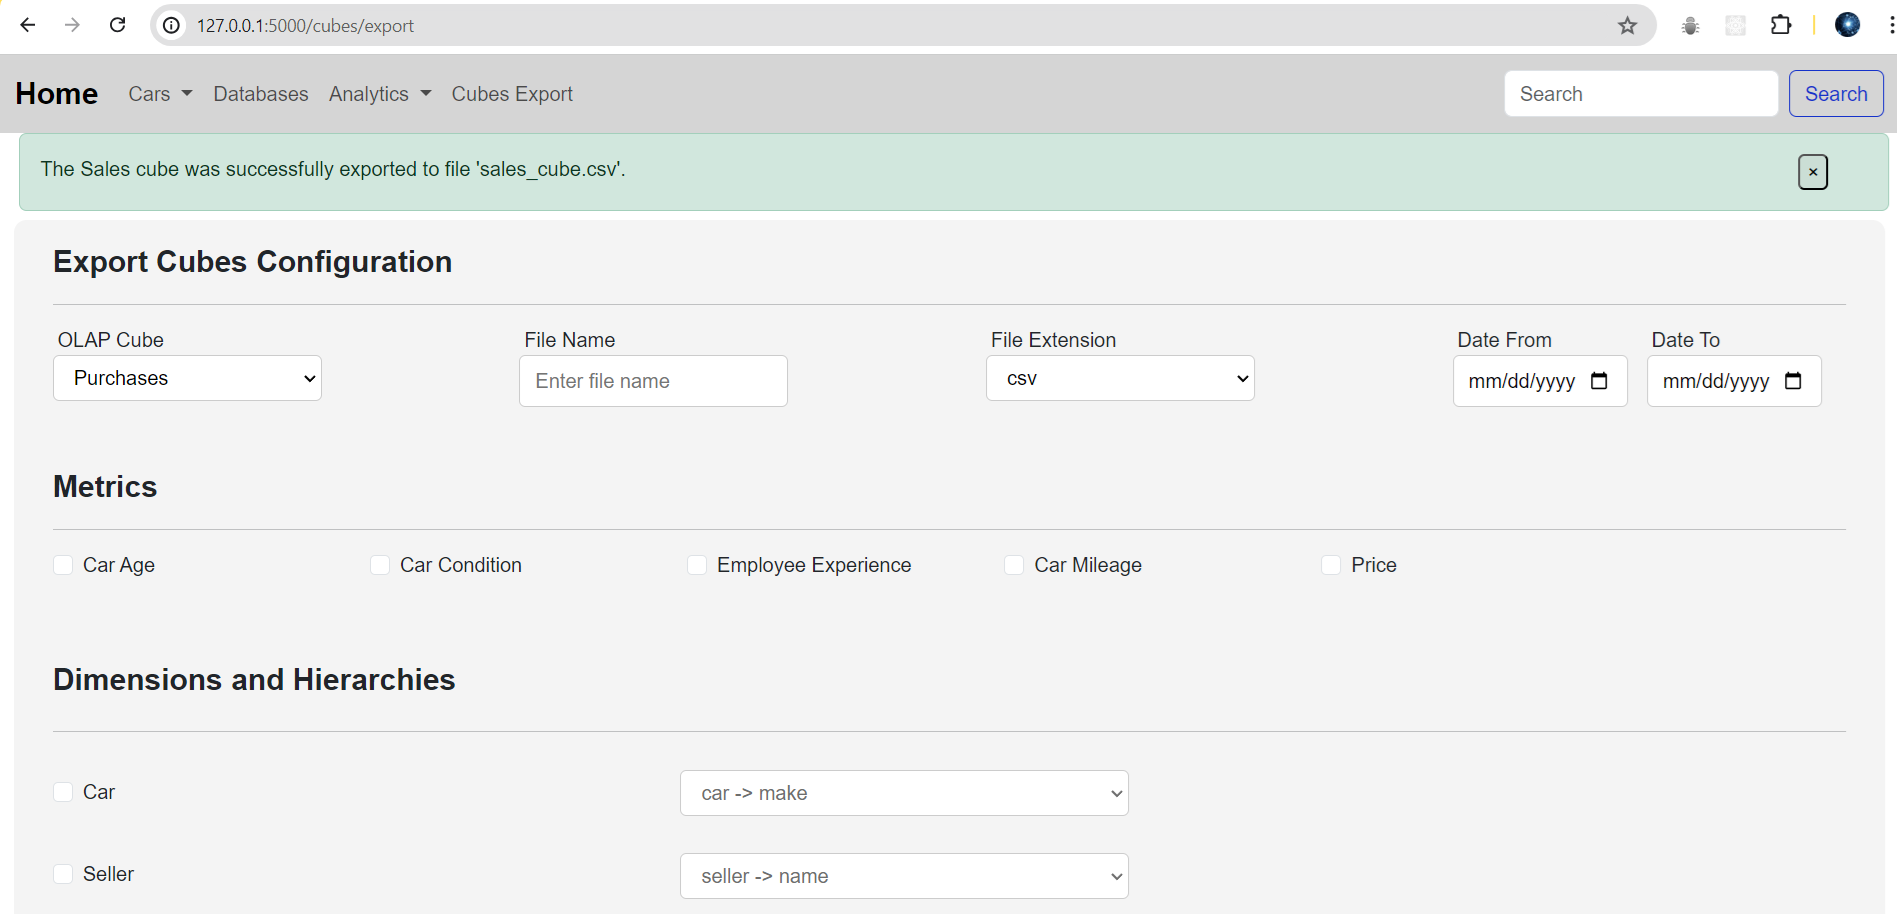 127.0.0.1:5000/cubes/export
Home Cars Databases Analytics Cubes Export Search Search
The Sales cube was successfully exported to file 'sales_cube.csv'. ×
Export Cubes Configuration
OLAP Cube File Name File Extension Date From Date To
Purchases Enter file name csv mm/dd/yyyy mm/dd/yyyy
Metrics
Car Age Car Condition Employee Experience Car Mileage Price
Dimensions and Hierarchies
Car car -> make
Seller seller -> name